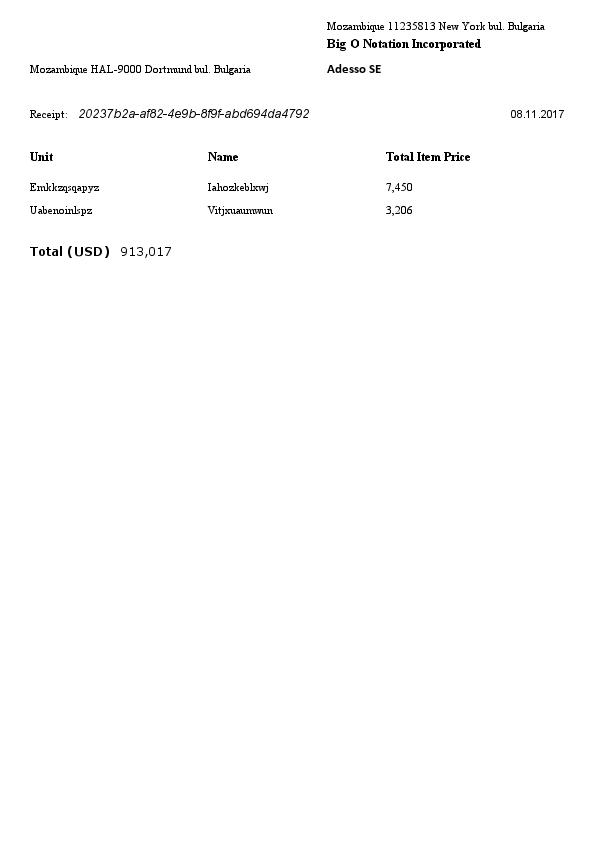 Mozambique 11235813 New York bul. Bulgaria
Big O Notation Incorporated
Mozambique HAL-9000 Dortmund bul. Bulgaria Adesso SE
Receipt: 20237b2a-af82-4e9b-8f9f-abd694da4792 08.11.2017
Unit Name Total Item Price
Emkkzqsqapyz Iahozkeblxwj 7,450
Uabenoinlspz Vitjxuaumwun 3,206
Total (USD) 913,017